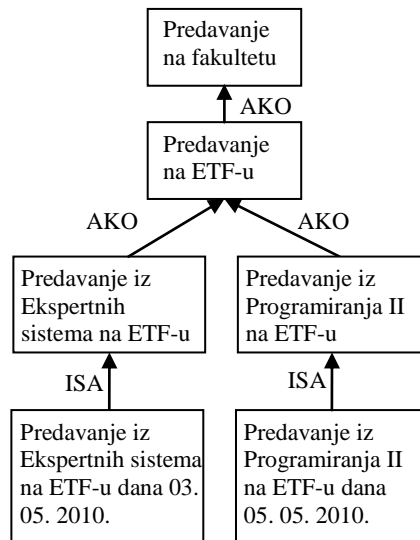 Predavanje
na fakultetu
AKO
Predavanje
na ETF-u
AKO
AKO
Predavanje iz
Ekspertnih
sistema na ETF-u
Predavanje iz
Programiranja II
na ETF-u
ISA
ISA
Predavanje iz
Ekspertnih sistema
na ETF-u dana 03.
05. 2010.
Predavanje iz
Programiranja II
na ETF-u dana
05. 05. 2010.